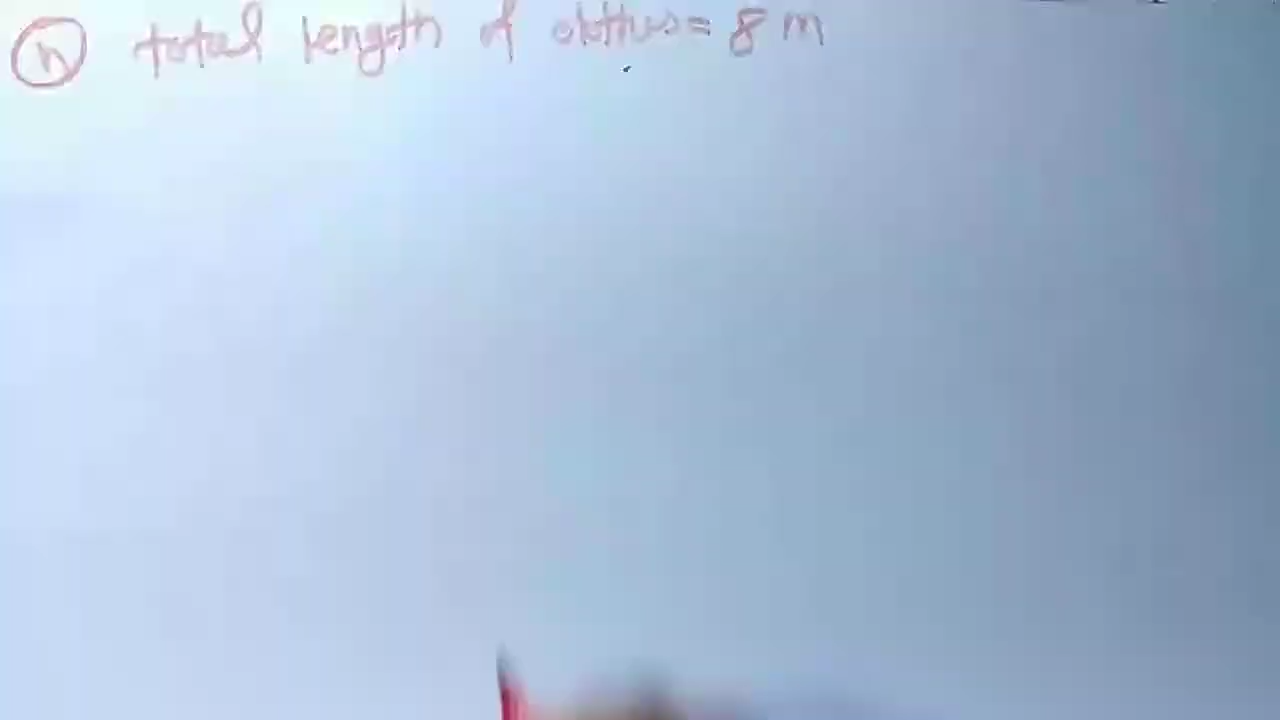 (h) total length of clothes = 8 m